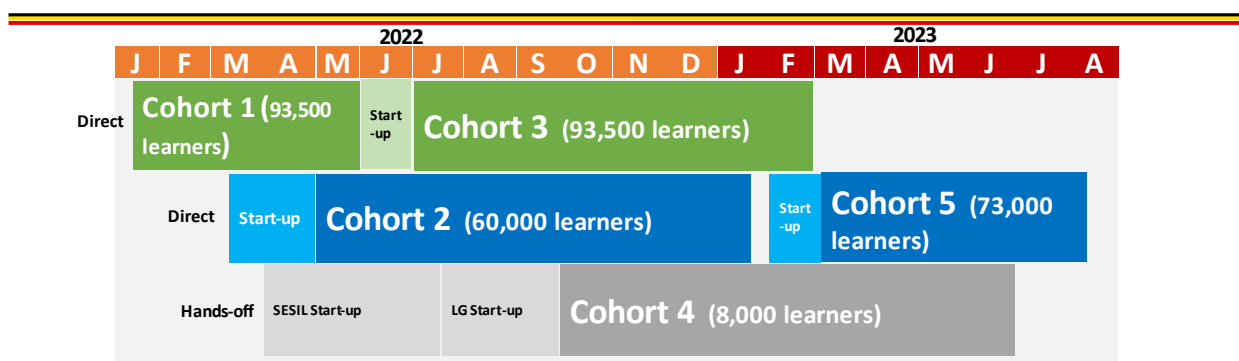 2022 2023
J F M A M J J A S O N D J F M A M J J A
Direct
Cohort 1 (93,500
learners)
Start
-up
Cohort 3 (93,500 learners)
Direct
Start-up
Cohort 2 (60,000 learners)
Start
-up
Cohort 5 (73,000
learners)
Hands-off
SESIL Start-up
LG Start-up
Cohort 4 (8,000 learners)